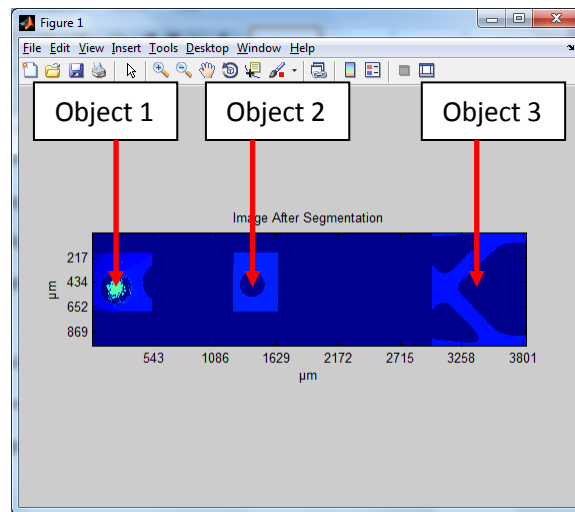 Figure 1
File Edit View Insert Tools Desktop Window Help
Object 1 Object 2 Object 3
Image After Segmentation
217
434
652
869
µm
543 1086 1629 2172 2715 3258 3801
µm